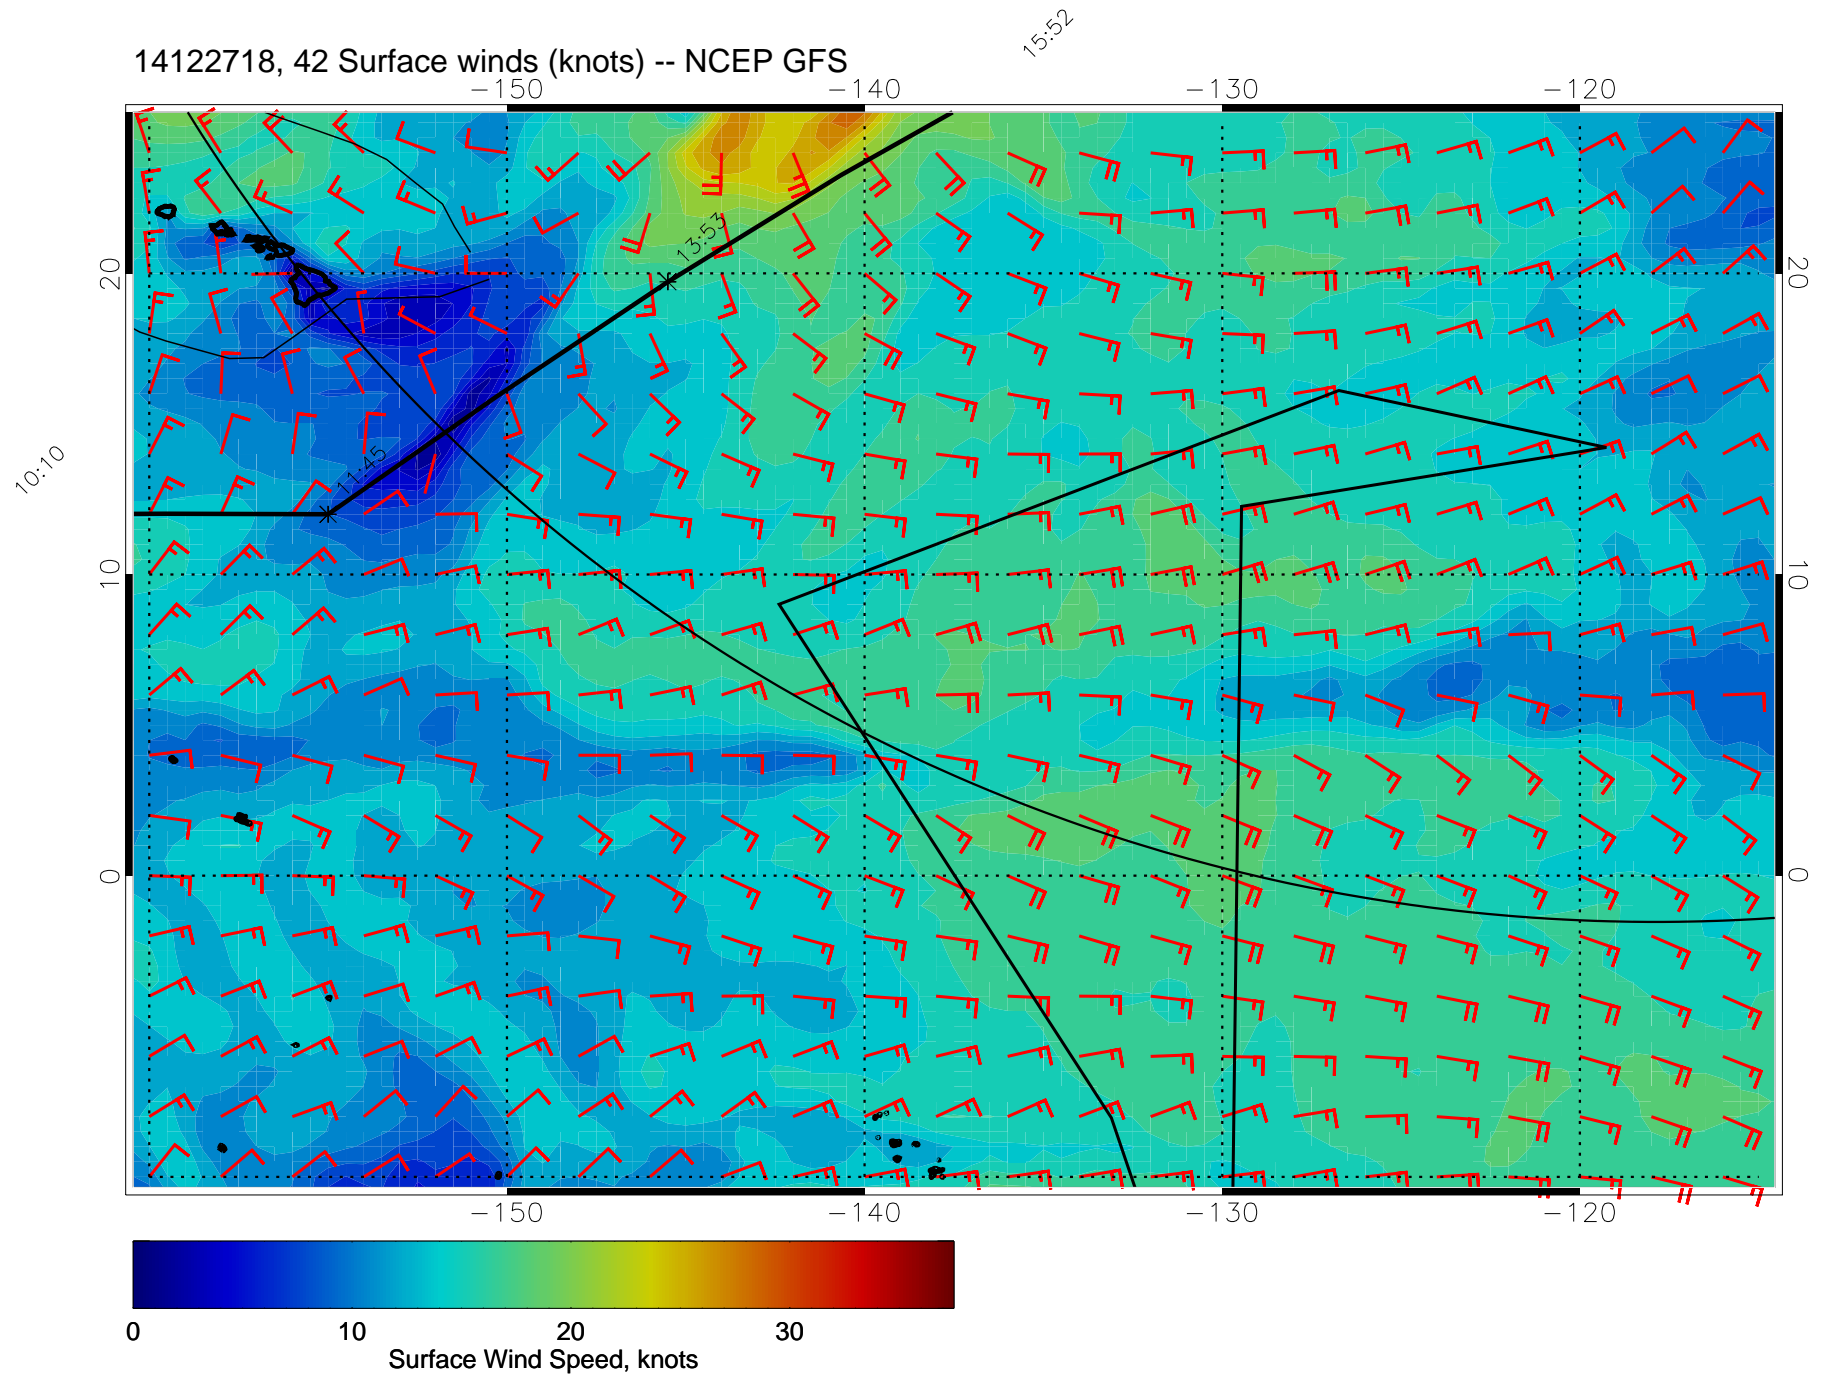 15:52
14122718, 42 Surface winds (knots) -- NCEP GFS
-150 -140 -130 -120
13:53
20 20
10:10 11:45
10 10
0 0
-150 -140 -130 -120
0 10 20 30
Surface Wind Speed, knots